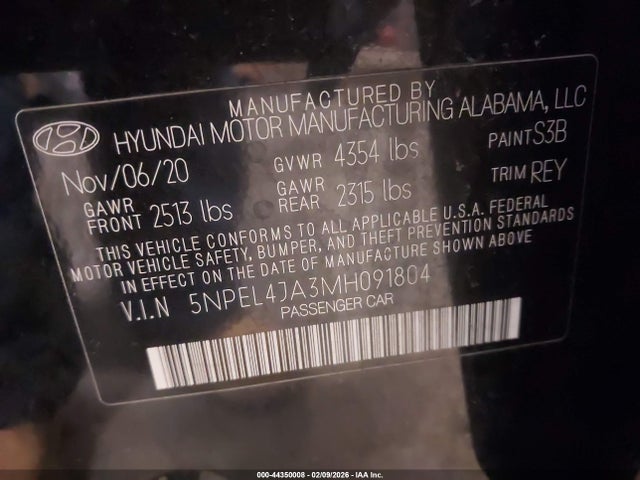 MANUFACTURED BY
HYUNDAI MOTOR MANUFACTURING ALABAMA, LLC
Nov/06/20 GVWR 4354 lbs PAINT S3B
GAWR FRONT 2513 lbs GAWR REAR 2315 lbs TRIM REY
THIS VEHICLE CONFORMS TO ALL APPLICABLE U.S.A. FEDERAL
MOTOR VEHICLE SAFETY, BUMPER, AND THEFT PREVENTION STANDARDS
IN EFFECT ON THE DATE OF MANUFACTURE SHOWN ABOVE
V.I.N 5NPEL4JA3MH091804
PASSENGER CAR
000-44350008 - 02/09/2026 - IAA Inc.